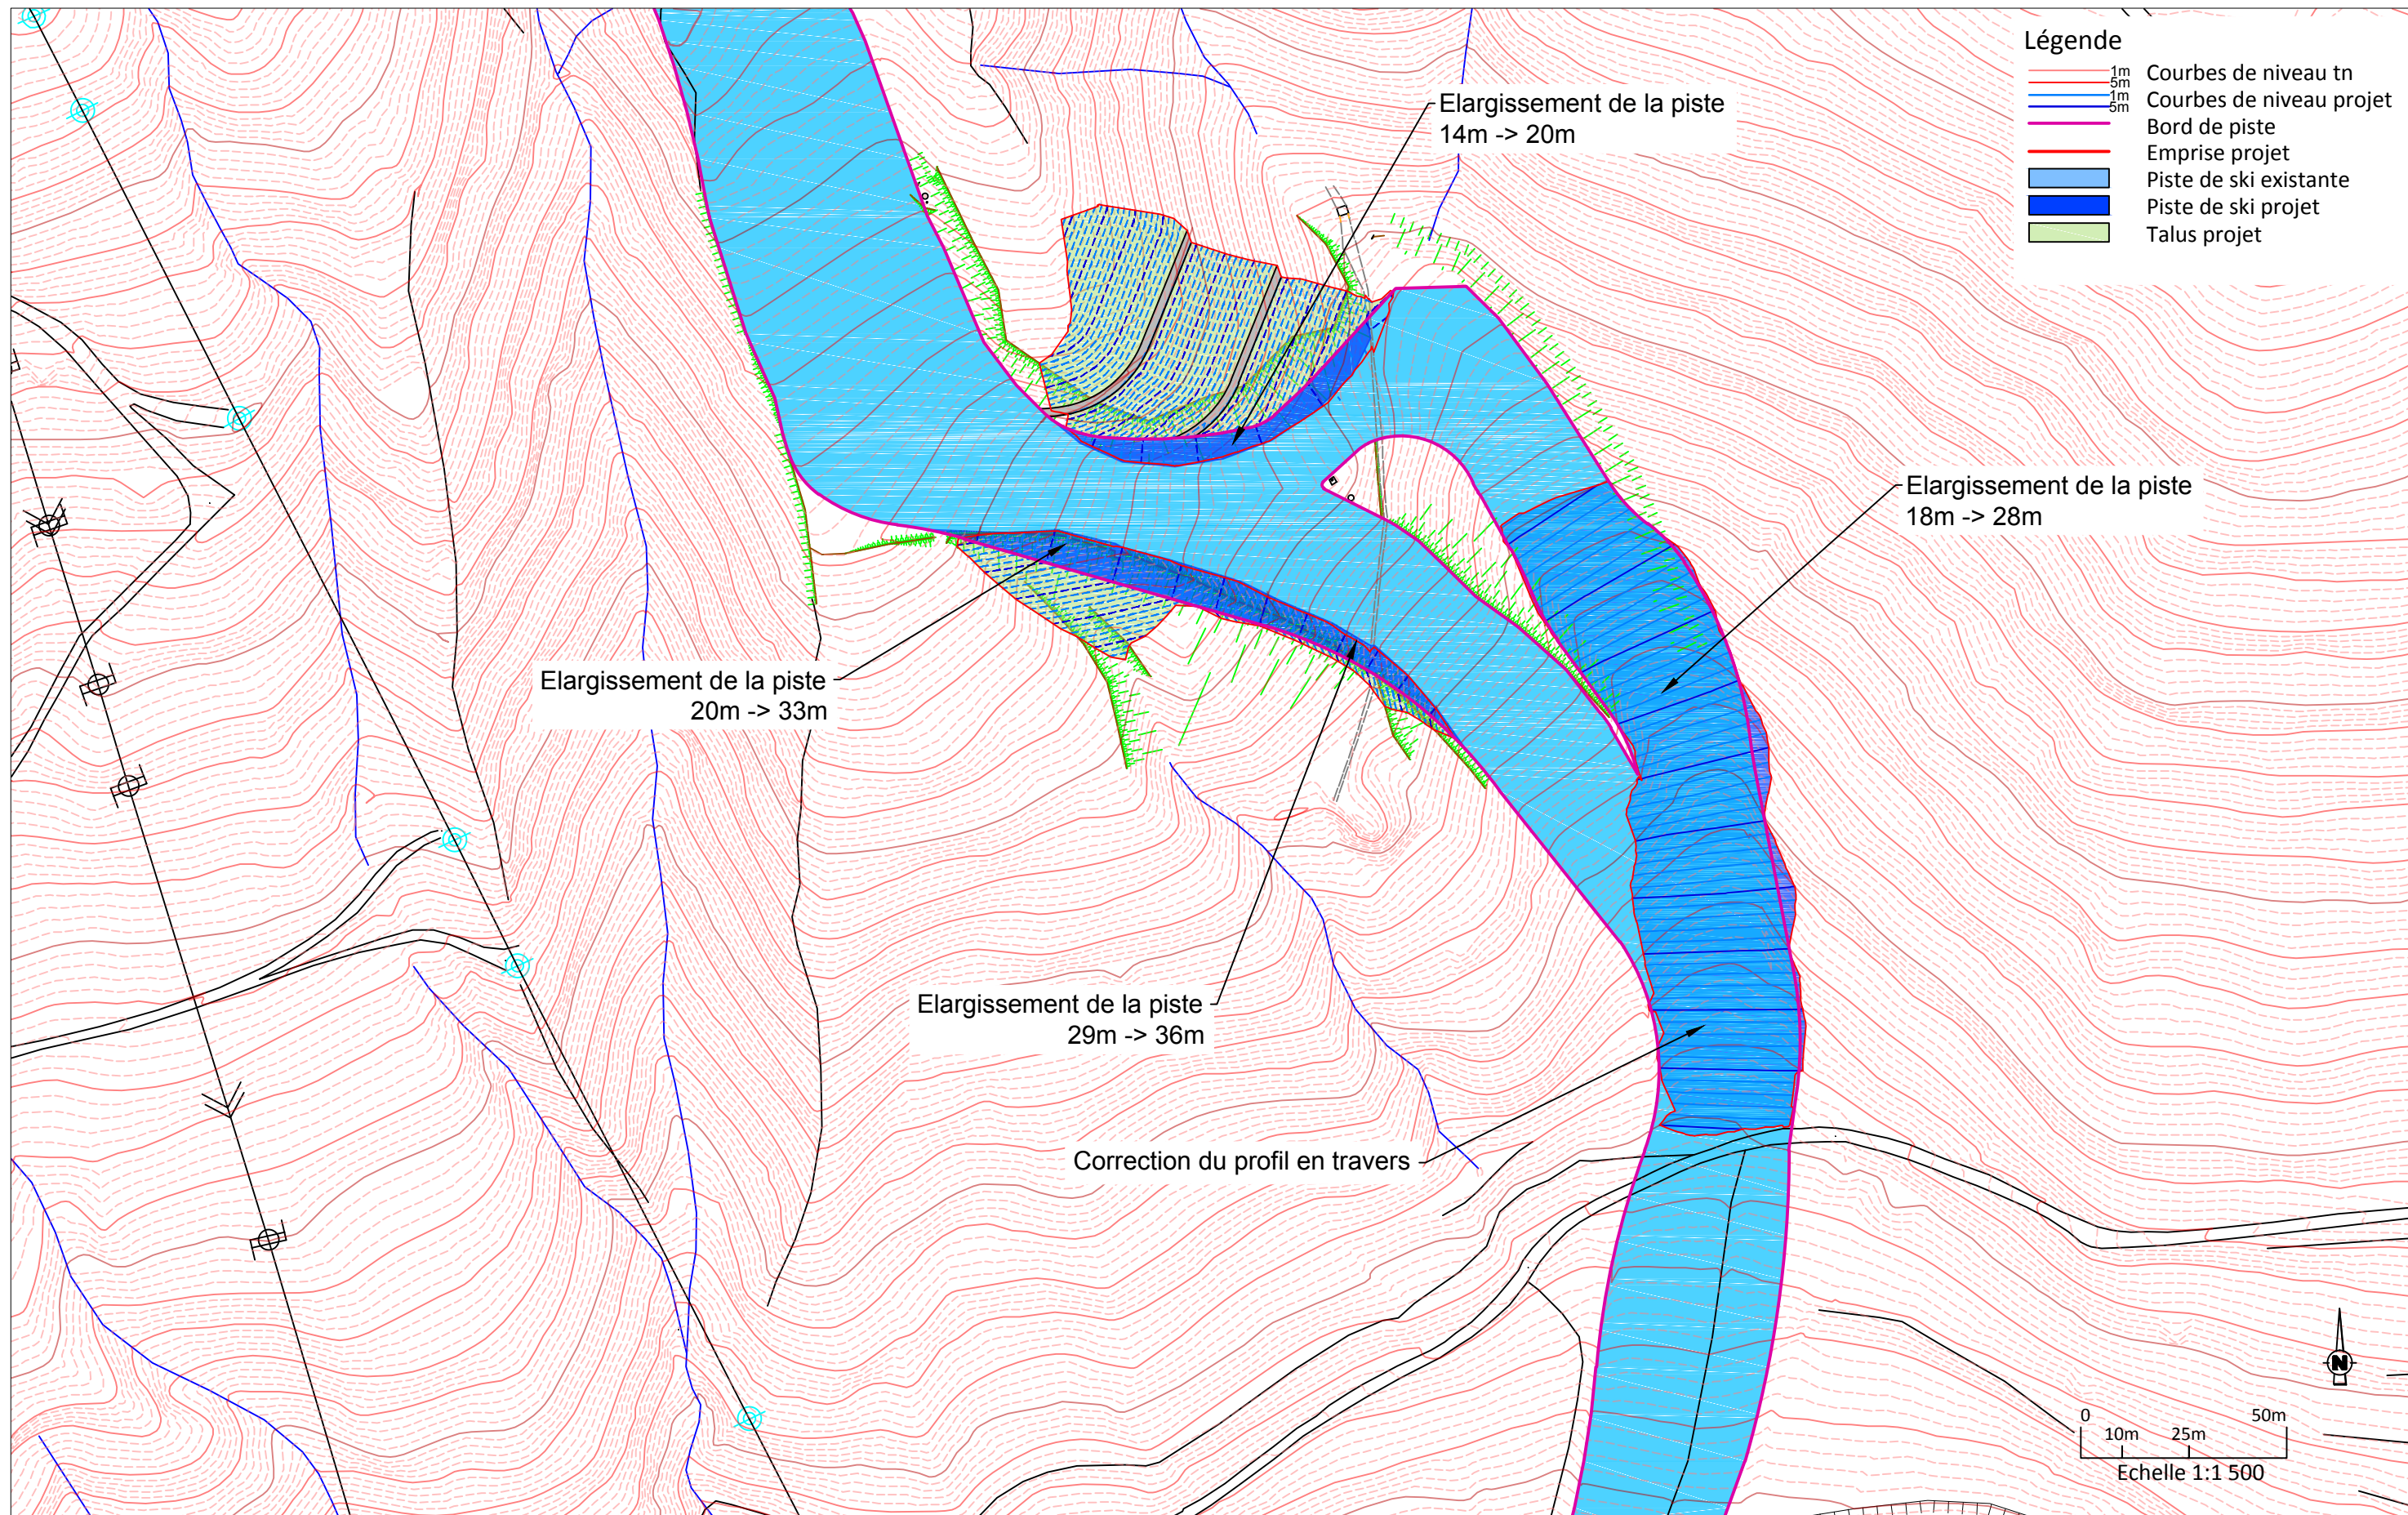 Légende
1m
5m
Courbes de niveau tn
1m
5m
Courbes de niveau projet
Bord de piste
Emprise projet
Piste de ski existante
Piste de ski projet
Talus projet
Elargissement de la piste
14m -> 20m
Elargissement de la piste
18m -> 28m
Elargissement de la piste
20m -> 33m
Elargissement de la piste
29m -> 36m
Correction du profil en travers
N
0
50m
10m
25m
Echelle 1:1 500